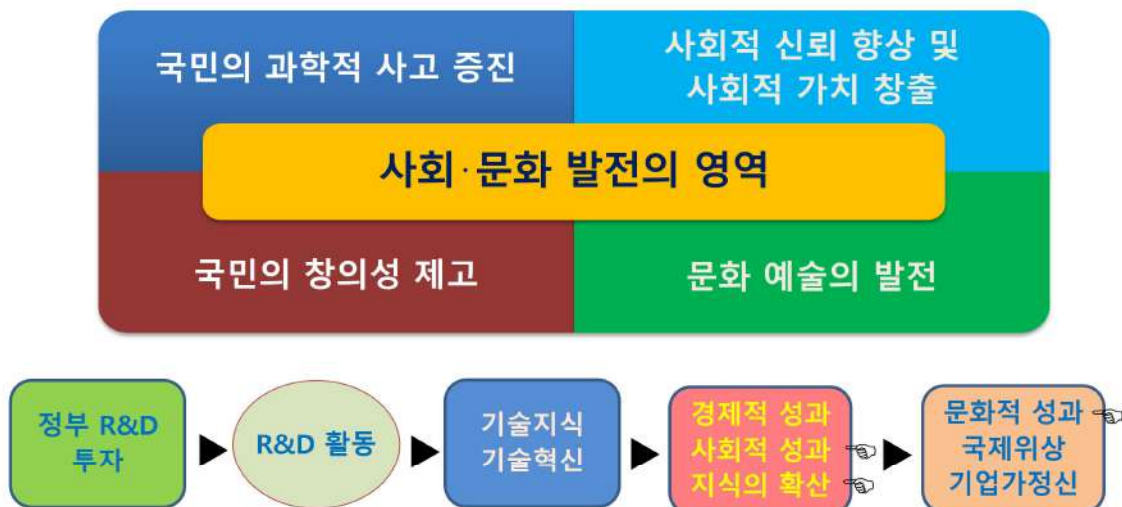 국민의 과학적 사고 증진
사회적 신뢰 향상 및
사회적 가치 창출
사회·문화 발전의 영역
국민의 창의성 제고
문화 예술의 발전
정부 R&D
투자
R&D 활동
기술지식
기술혁신
경제적 성과
사회적 성과
지식의 확산
문화적 성과
국제위상
기업가정신